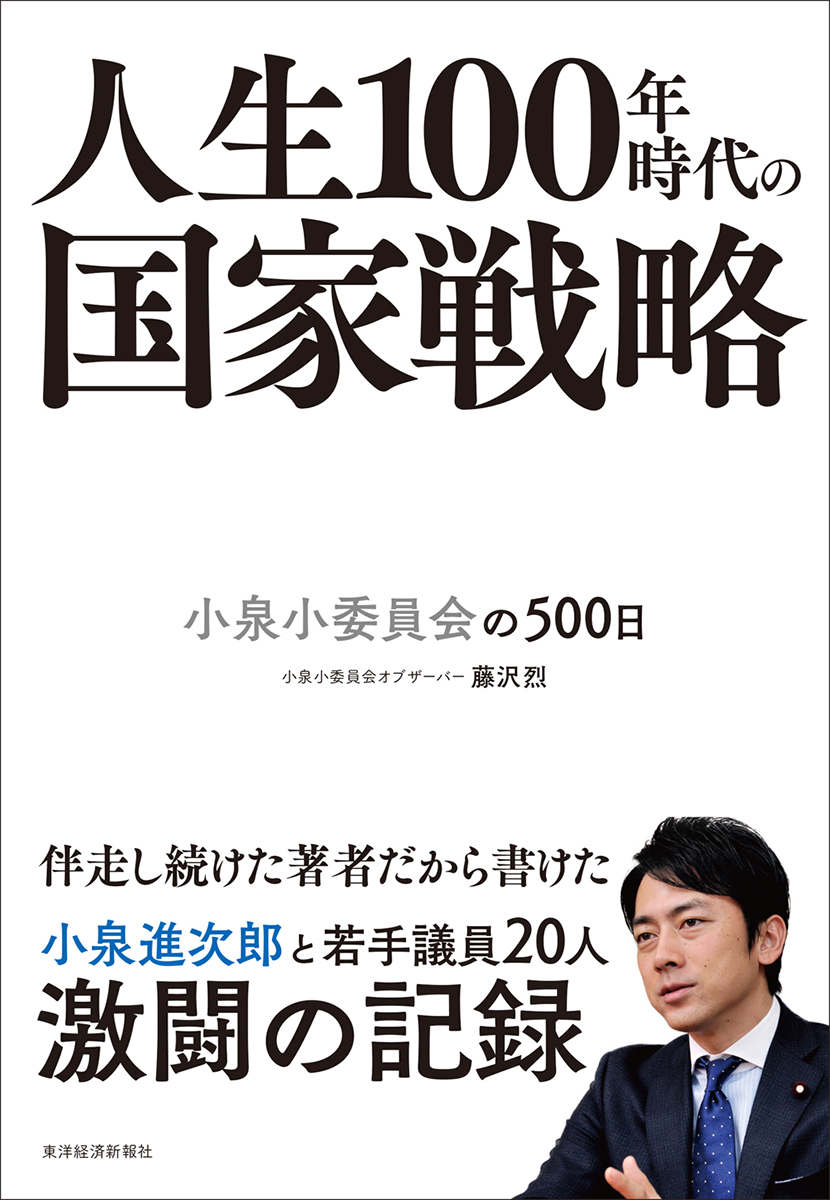 人生100年時代の
国家戦略
小泉小委員会の500日
小泉小委員会オブザーバー 藤沢烈
伴走し続けた著者だから書けた
小泉進次郎と若手議員20人
激闘の記録
東洋経済新報社